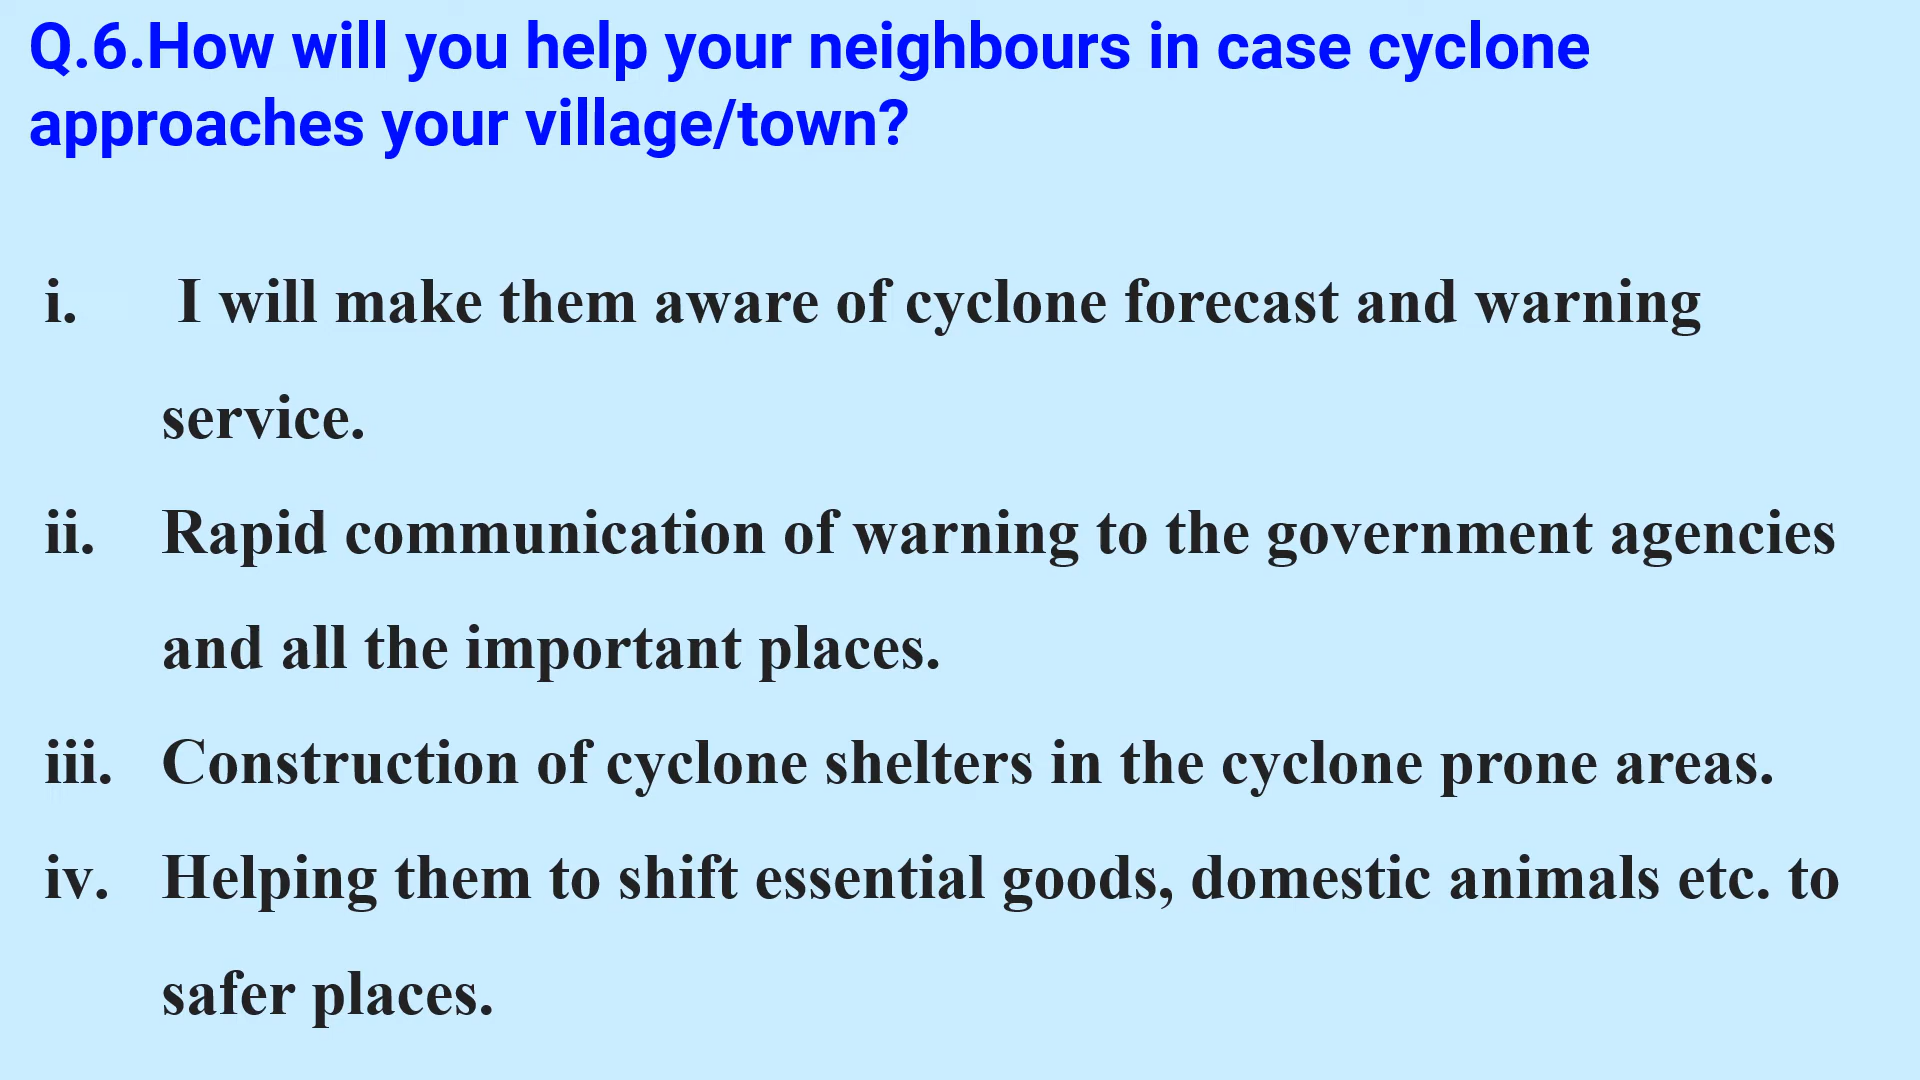 Q.6.How will you help your neighbours in case cyclone
approaches your village/town?
i. I will make them aware of cyclone forecast and warning
service.
ii. Rapid communication of warning to the government agencies
and all the important places.
iii. Construction of cyclone shelters in the cyclone prone areas.
iv. Helping them to shift essential goods, domestic animals etc. to
safer places.